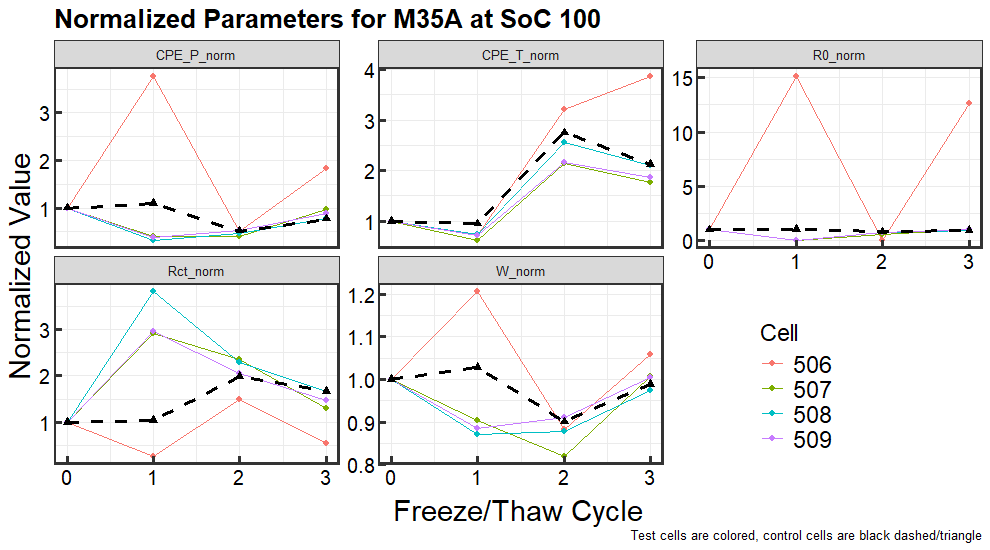 Normalized Parameters for M35A at SoC 100
CPE_P_norm
CPE_T_norm
R0_norm
3
2
1
4
3
2
1
15
10
5
0
0 1 2 3
Rct_norm
W_norm
3
2
1
0 1 2 3
1.2
1.1
1.0
0.9
0.8
0 1 2 3
Normalized Value
Cell
506
507
508
509
Freeze/Thaw Cycle
Test cells are colored, control cells are black dashed/triangle